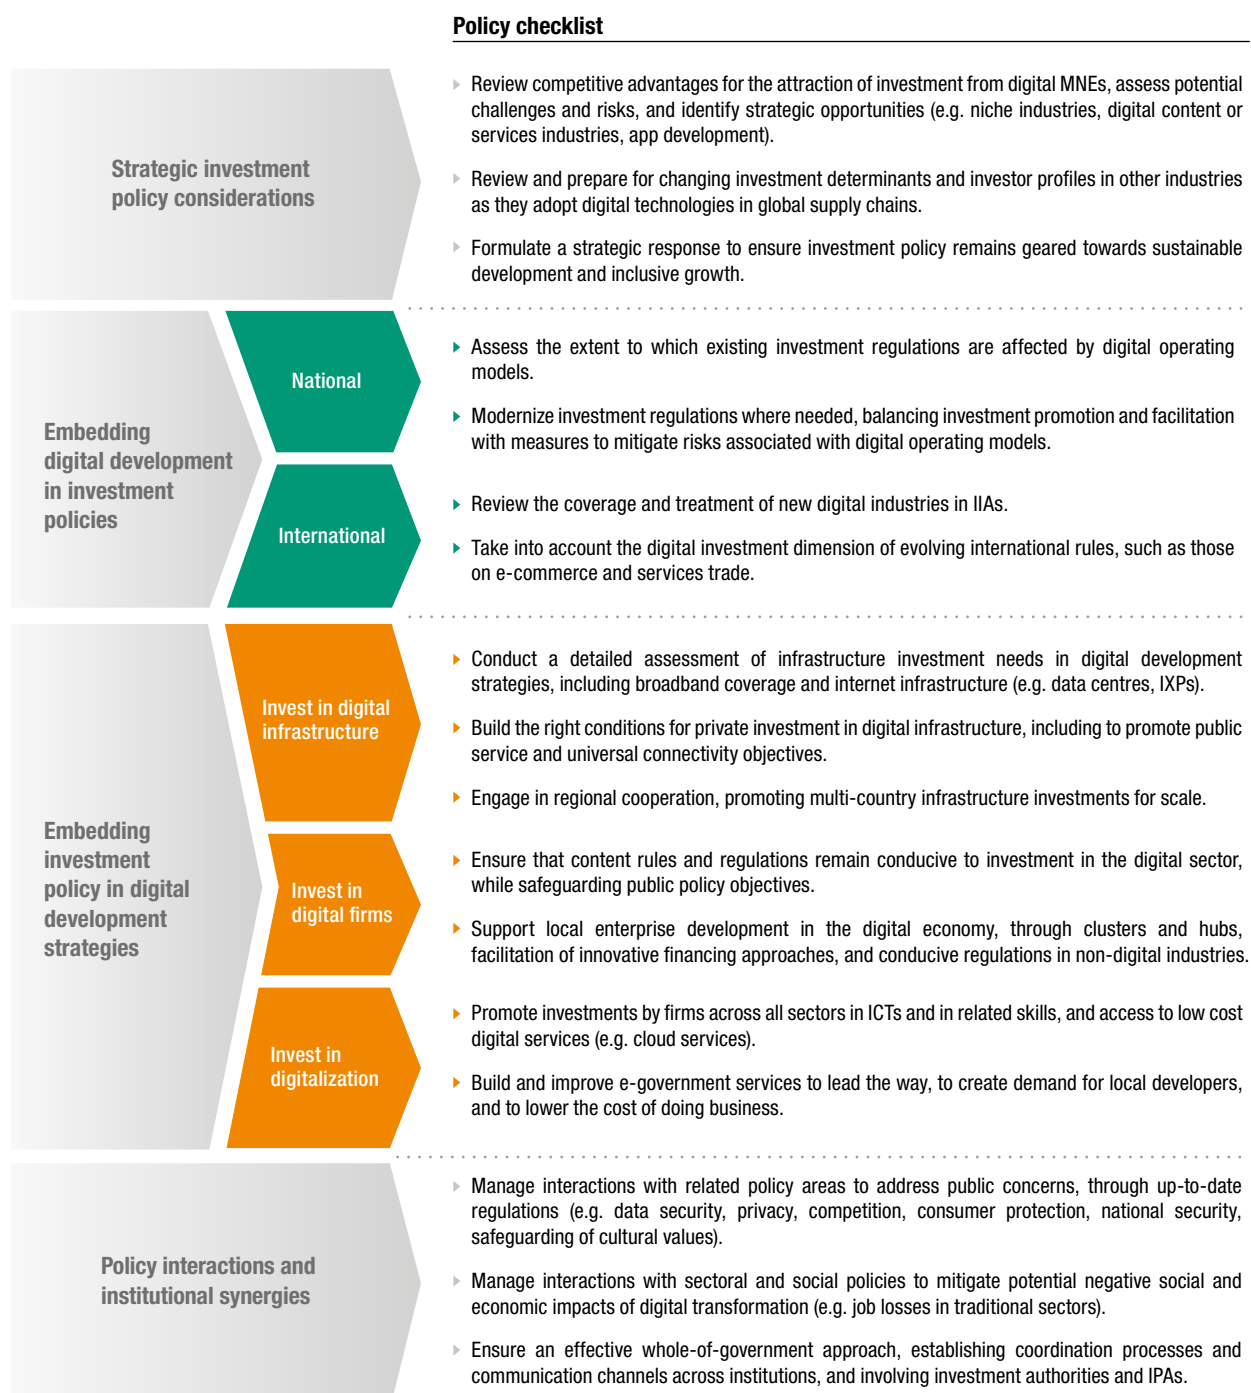 Policy checklist
Strategic investment
policy considerations
Review competitive advantages for the attraction of investment from digital MNEs, assess potential
challenges and risks, and identify strategic opportunities (e.g. niche industries, digital content or
services industries, app development).
Review and prepare for changing investment determinants and investor profiles in other industries
as they adopt digital technologies in global supply chains.
Formulate a strategic response to ensure investment policy remains geared towards sustainable
development and inclusive growth.
Embedding
digital development
in investment
policies
National
Assess the extent to which existing investment regulations are affected by digital operating
models.
Modernize investment regulations where needed, balancing investment promotion and facilitation
with measures to mitigate risks associated with digital operating models.
International
Review the coverage and treatment of new digital industries in IIAs.
Take into account the digital investment dimension of evolving international rules, such as those
on e-commerce and services trade.
Embedding
investment
policy in digital
development
strategies
Invest in digital
infrastructure
Conduct a detailed assessment of infrastructure investment needs in digital development
strategies, including broadband coverage and internet infrastructure (e.g. data centres, IXPs).
Build the right conditions for private investment in digital infrastructure, including to promote public
service and universal connectivity objectives.
Engage in regional cooperation, promoting multi-country infrastructure investments for scale.
Invest in
digital firms
Ensure that content rules and regulations remain conducive to investment in the digital sector,
while safeguarding public policy objectives.
Support local enterprise development in the digital economy, through clusters and hubs,
facilitation of innovative financing approaches, and conducive regulations in non-digital industries.
Invest in
digitalization
Promote investments by firms across all sectors in ICTs and in related skills, and access to low cost
digital services (e.g. cloud services).
Build and improve e-government services to lead the way, to create demand for local developers,
and to lower the cost of doing business.
Policy interactions and
institutional synergies
Manage interactions with related policy areas to address public concerns, through up-to-date
regulations (e.g. data security, privacy, competition, consumer protection, national security,
safeguarding of cultural values).
Manage interactions with sectoral and social policies to mitigate potential negative social and
economic impacts of digital transformation (e.g. job losses in traditional sectors).
Ensure an effective whole-of-government approach, establishing coordination processes and
communication channels across institutions, and involving investment authorities and IPAs.